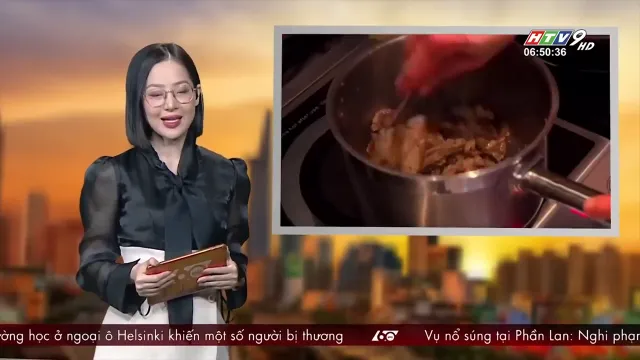 HTV9 HD
06:50:36
ường học ở ngoại ô Helsinki khiến một số người bị thương 60 Vụ nổ súng tại Phần Lan: Nghi phạ